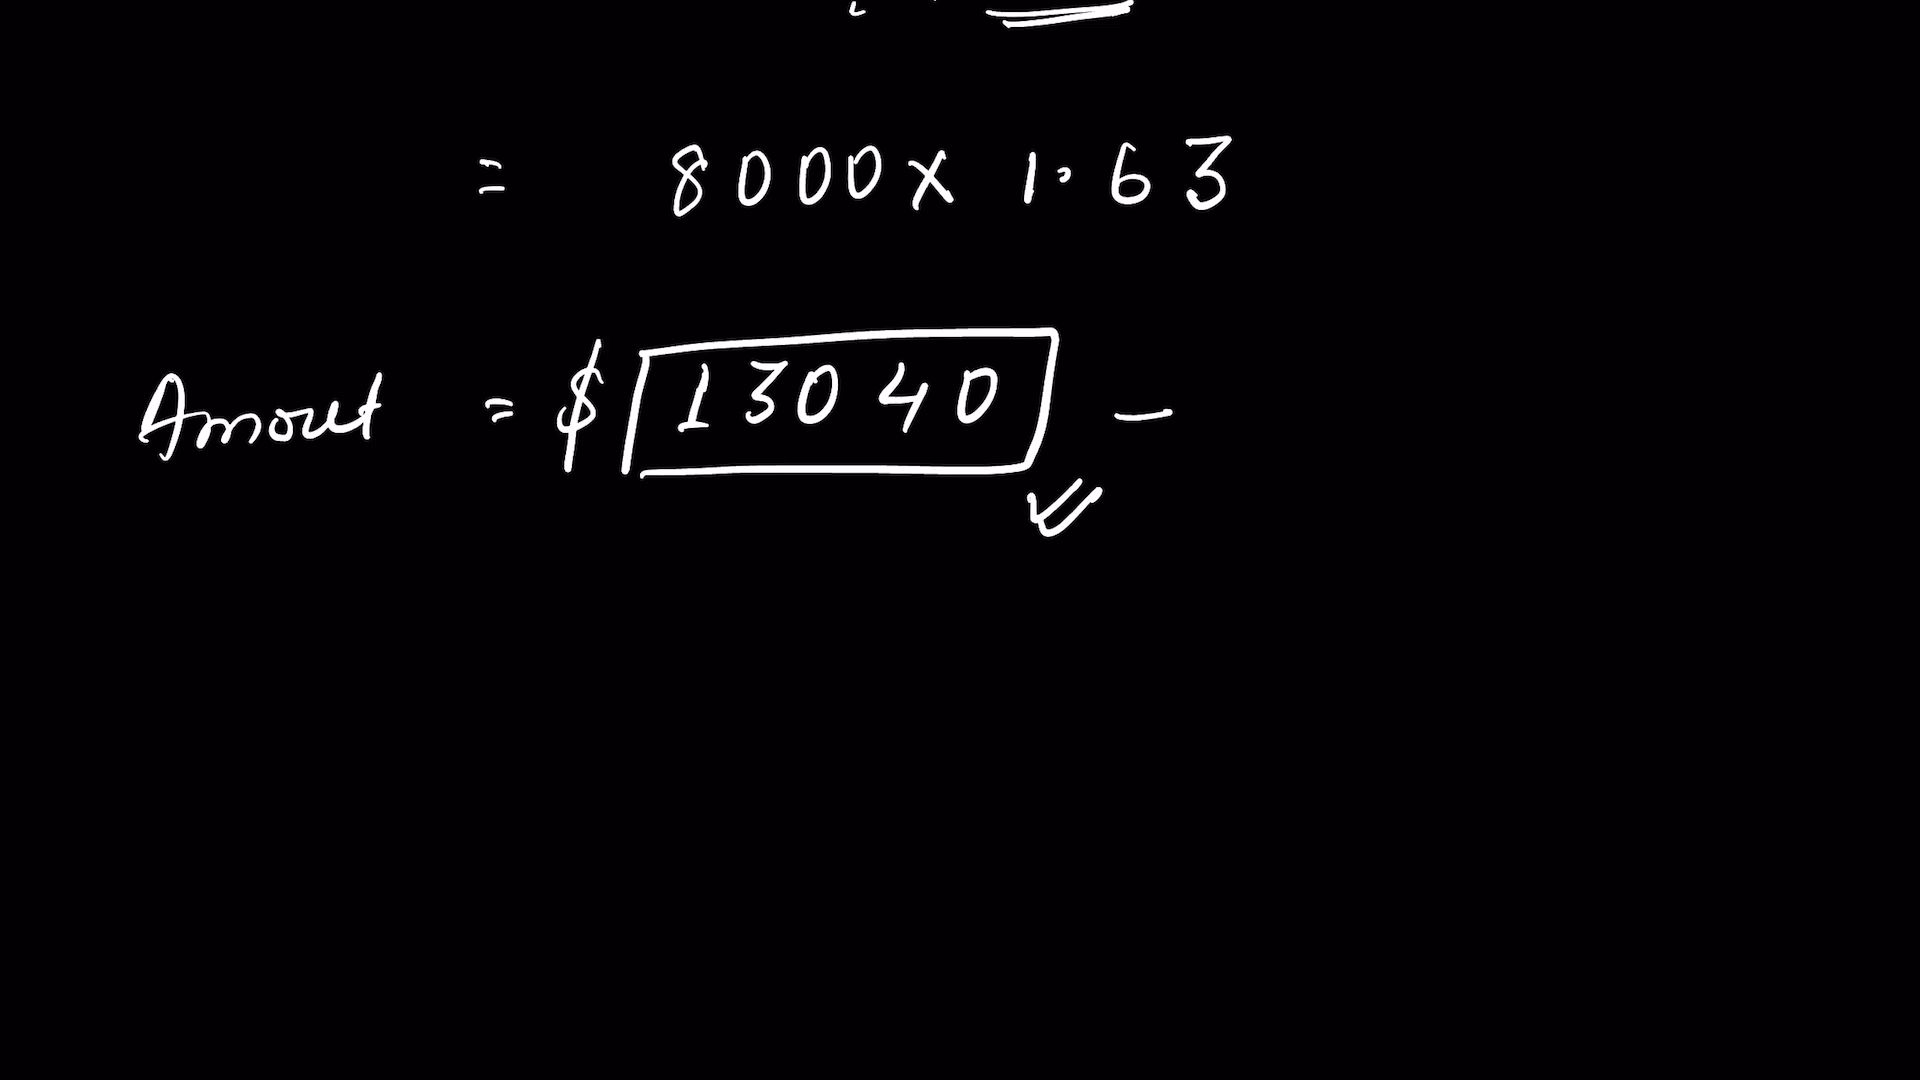 = 8000 x 1.63
Amout = $ 13040 —